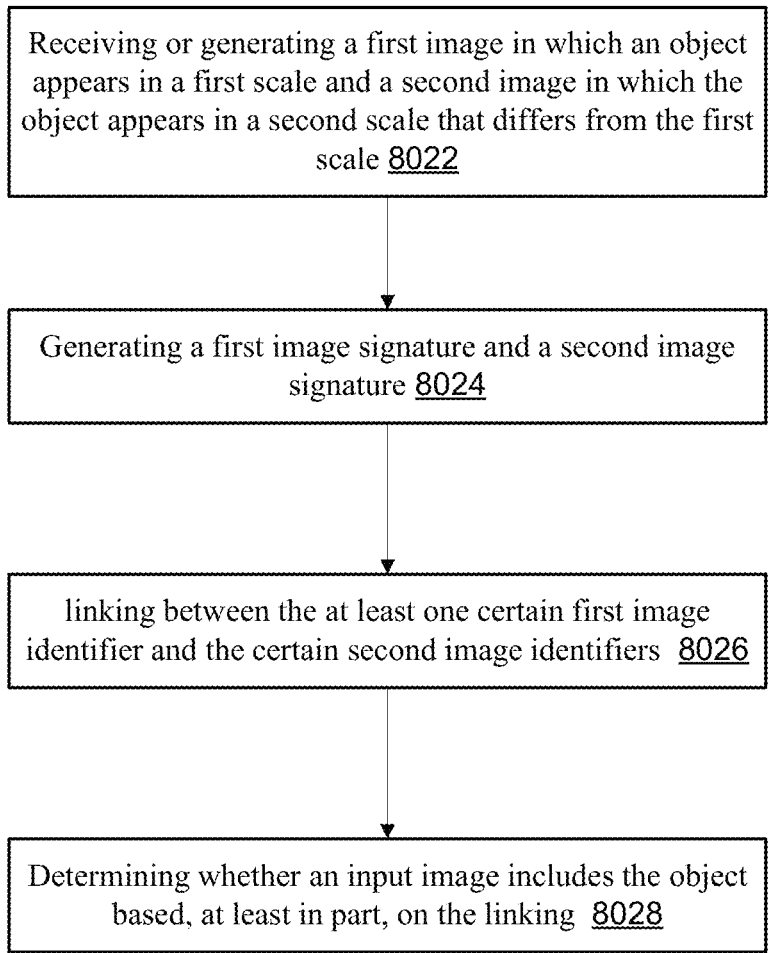 Receiving or generating a first image in which an object
appears in a first scale and a second image in which the
object appears in a second scale that differs from the first
scale 8022
Generating a first image signature and a second image
signature 8024
linking between the at least one certain first image
identifier and the certain second image identifiers 8026
Determining whether an input image includes the object
based, at least in part, on the linking 8028